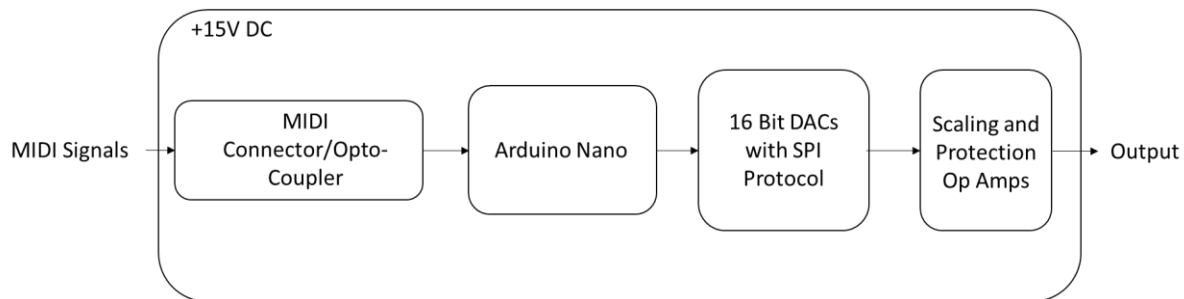 +15V DC
MIDI Signals
MIDI
Connector/Opto-
Coupler
Arduino Nano
16 Bit DACs
with SPI
Protocol
Scaling and
Protection
Op Amps
Output